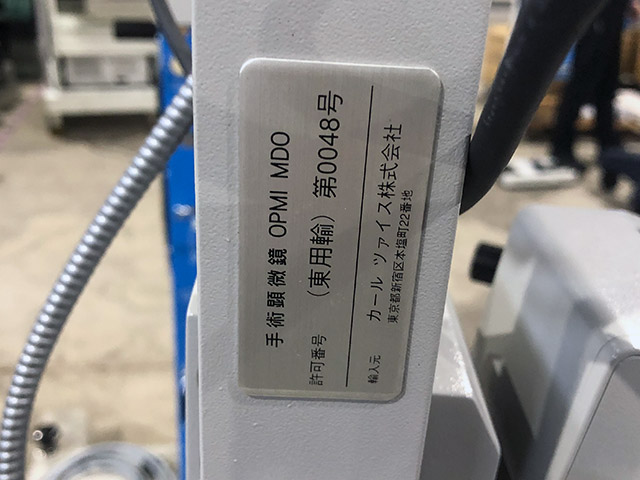 手術顕微鏡 OPMI MDO
許可番号 (東用輸) 第0048号
輸入元 カール ツァイス株式会社
東京都新宿区本塩町22番地